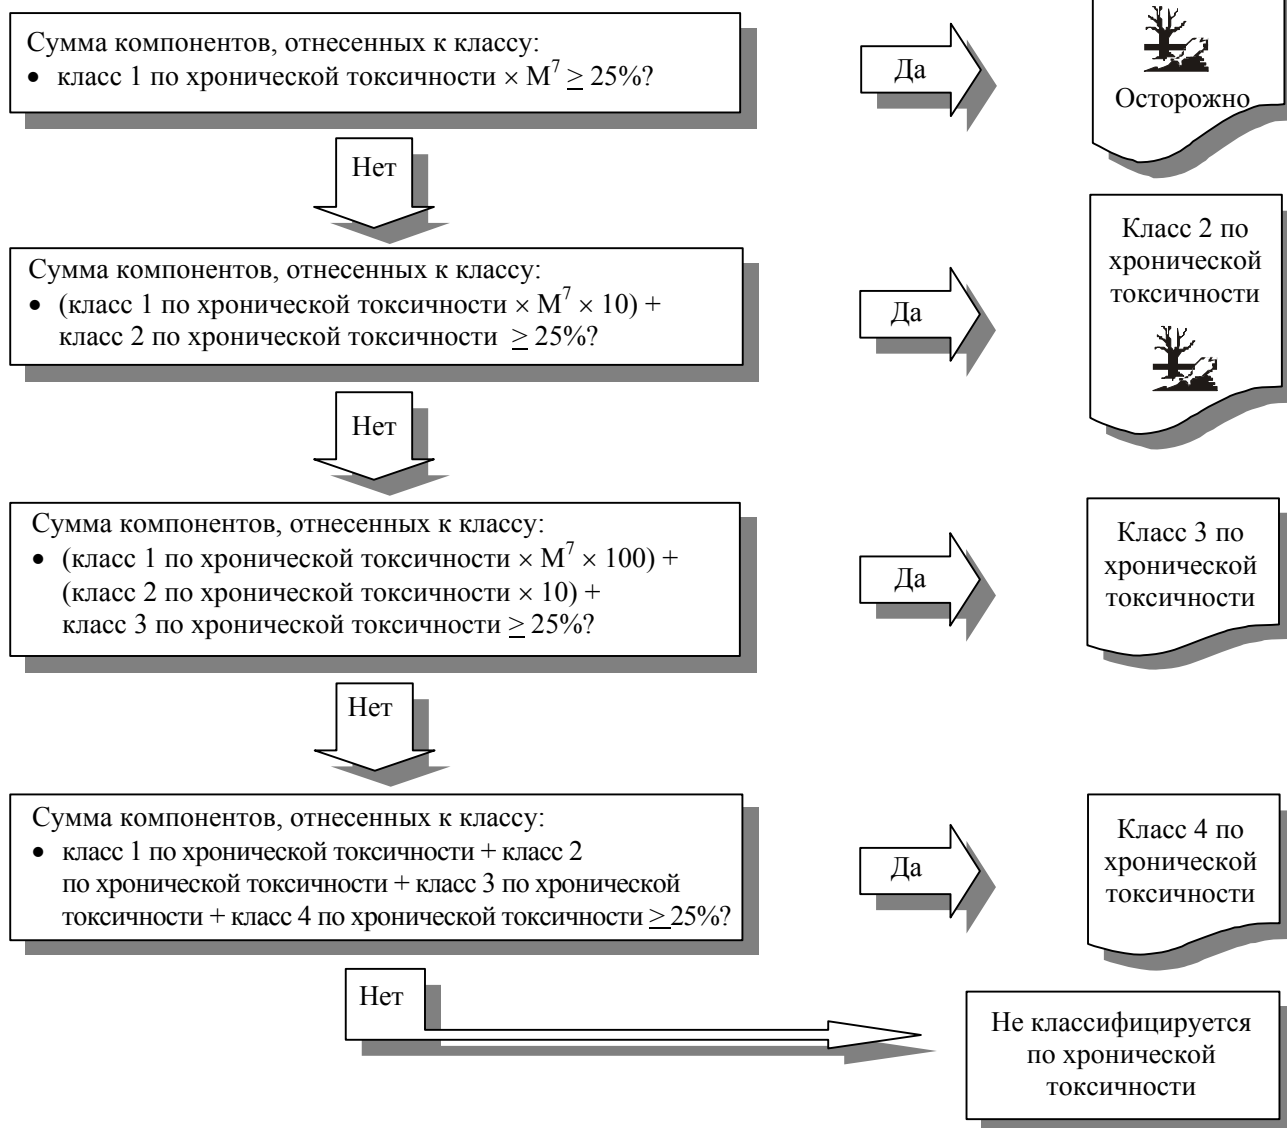 Сумма компонентов, отнесенных к классу:
• класс 1 по хронической токсичности × M⁷ ≥ 25%?
Да
Осторожно
Нет
Сумма компонентов, отнесенных к классу:
• (класс 1 по хронической токсичности × M⁷ × 10) +
класс 2 по хронической токсичности ≥ 25%?
Да
Класс 2 по
хронической
токсичности
Нет
Сумма компонентов, отнесенных к классу:
• (класс 1 по хронической токсичности × M⁷ × 100) +
(класс 2 по хронической токсичности × 10) +
класс 3 по хронической токсичности ≥ 25%?
Да
Класс 3 по
хронической
токсичности
Нет
Сумма компонентов, отнесенных к классу:
• класс 1 по хронической токсичности + класс 2
по хронической токсичности + класс 3 по хронической
токсичности + класс 4 по хронической токсичности ≥ 25%?
Да
Класс 4 по
хронической
токсичности
Нет
Не классифицируется
по хронической
токсичности